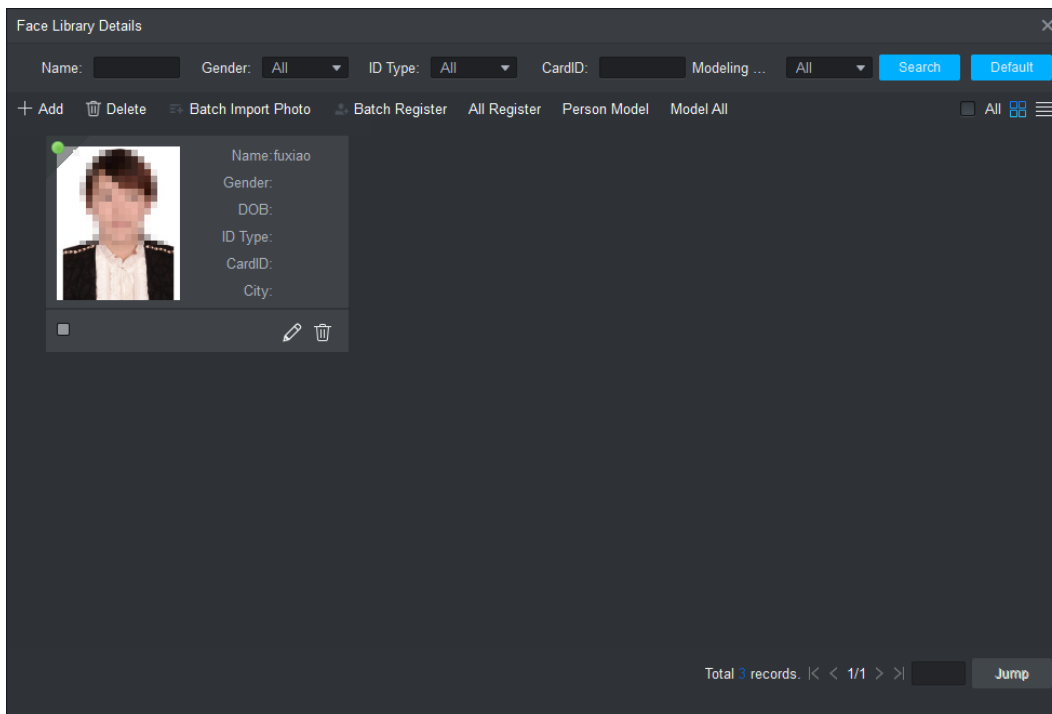 Face Library Details
Name: Gender: All ID Type: All CardID: Modeling ... All Search Default
Add Delete Batch Import Photo Batch Register All Register Person Model Model All All
Name:fuxiao
Gender:
DOB:
ID Type:
CardID:
City:
Total 3 records. |< < 1/1 > >| Jump